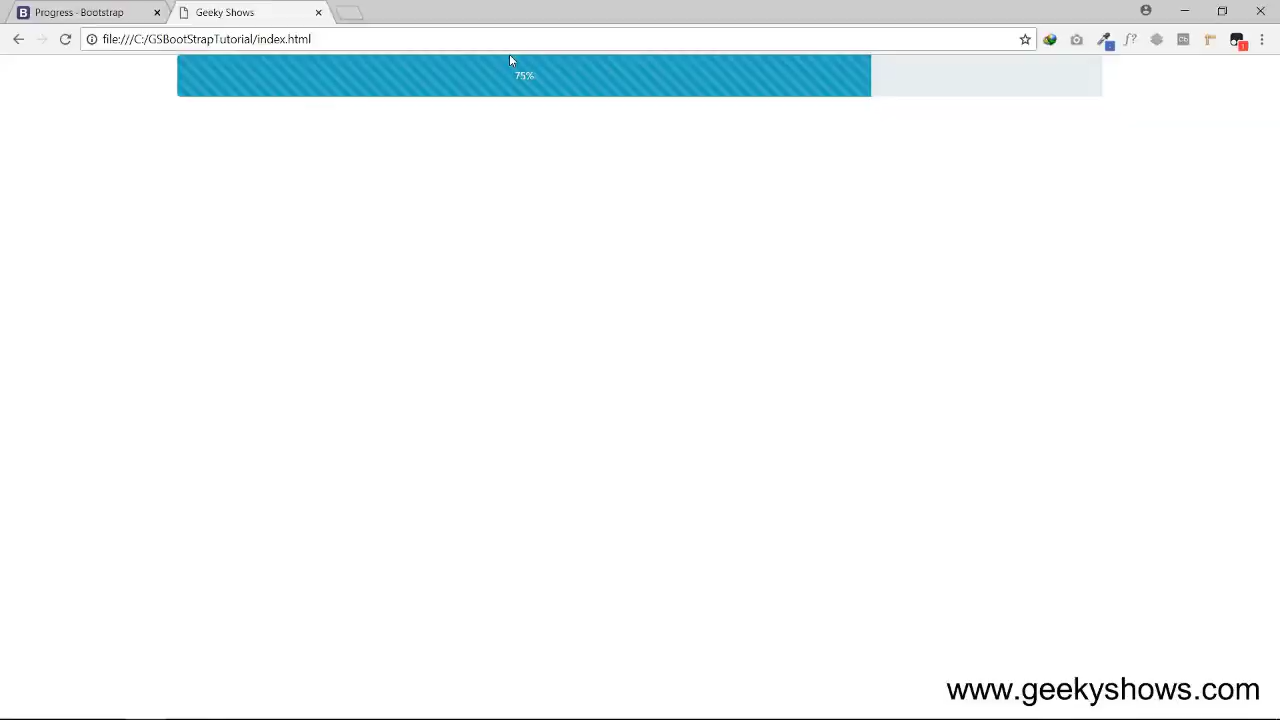 Progress - Bootstrap
Geeky Shows
file:///C:/GSBootStrapTutorial/index.html
75%
www.geekyshows.com